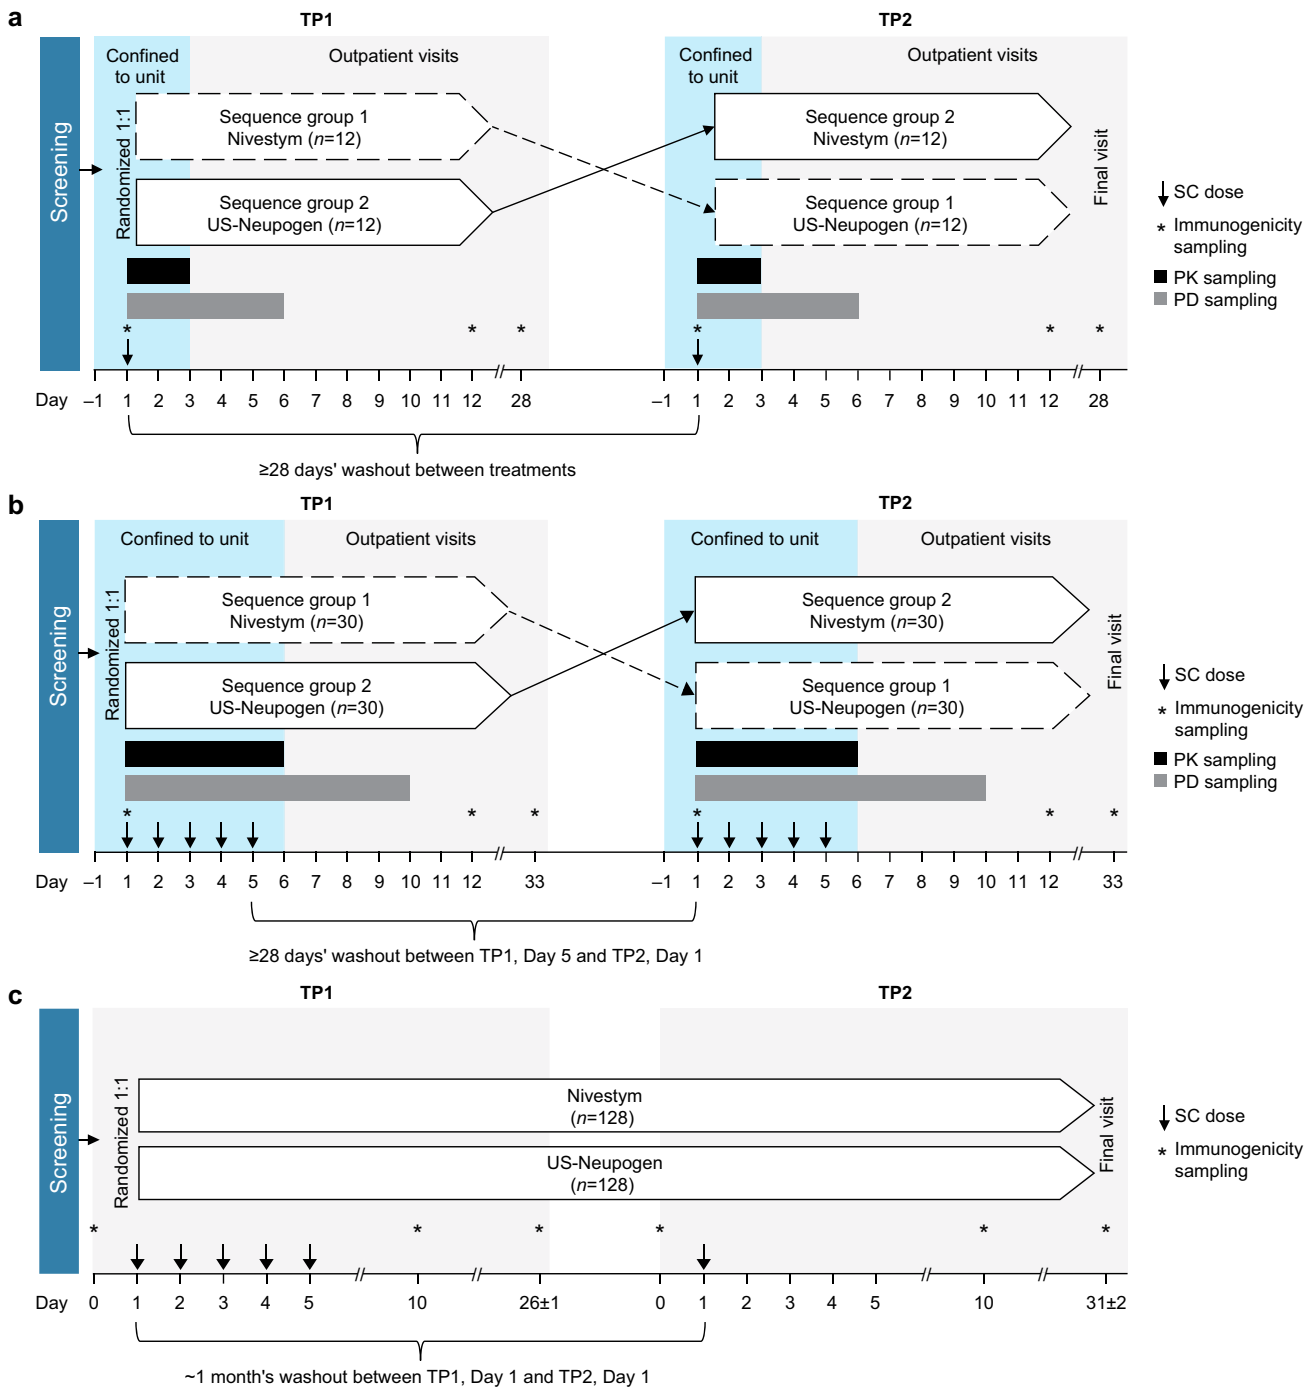 a
TP1
TP2
Screening
Confined
to unit
Outpatient visits
Confined
to unit
Outpatient visits
Randomized 1:1
Sequence group 1
Nivestym (n=12)
Sequence group 2
US-Neupogen (n=12)
Sequence group 2
Nivestym (n=12)
Sequence group 1
US-Neupogen (n=12)
Final visit
SC dose
* Immunogenicity
sampling
PK sampling
PD sampling
* * *
* * *
Day –1 1 2 3 4 5 6 7 8 9 10 11 12 28
–1 1 2 3 4 5 6 7 8 9 10 11 12 28
≥28 days' washout between treatments
b
TP1
TP2
Screening
Confined to unit
Outpatient visits
Confined to unit
Outpatient visits
Randomized 1:1
Sequence group 1
Nivestym (n=30)
Sequence group 2
US-Neupogen (n=30)
Sequence group 2
Nivestym (n=30)
Sequence group 1
US-Neupogen (n=30)
Final visit
SC dose
* Immunogenicity
sampling
PK sampling
PD sampling
* * *
* * *
Day –1 1 2 3 4 5 6 7 8 9 10 11 12 33
–1 1 2 3 4 5 6 7 8 9 10 11 12 33
≥28 days' washout between TP1, Day 5 and TP2, Day 1
c
TP1
TP2
Screening
Randomized 1:1
Nivestym
(n=128)
US-Neupogen
(n=128)
Final visit
SC dose
* Immunogenicity
sampling
* * *
* * *
Day 0 1 2 3 4 5 10 26±1
0 1 2 3 4 5 10 31±2
~1 month's washout between TP1, Day 1 and TP2, Day 1